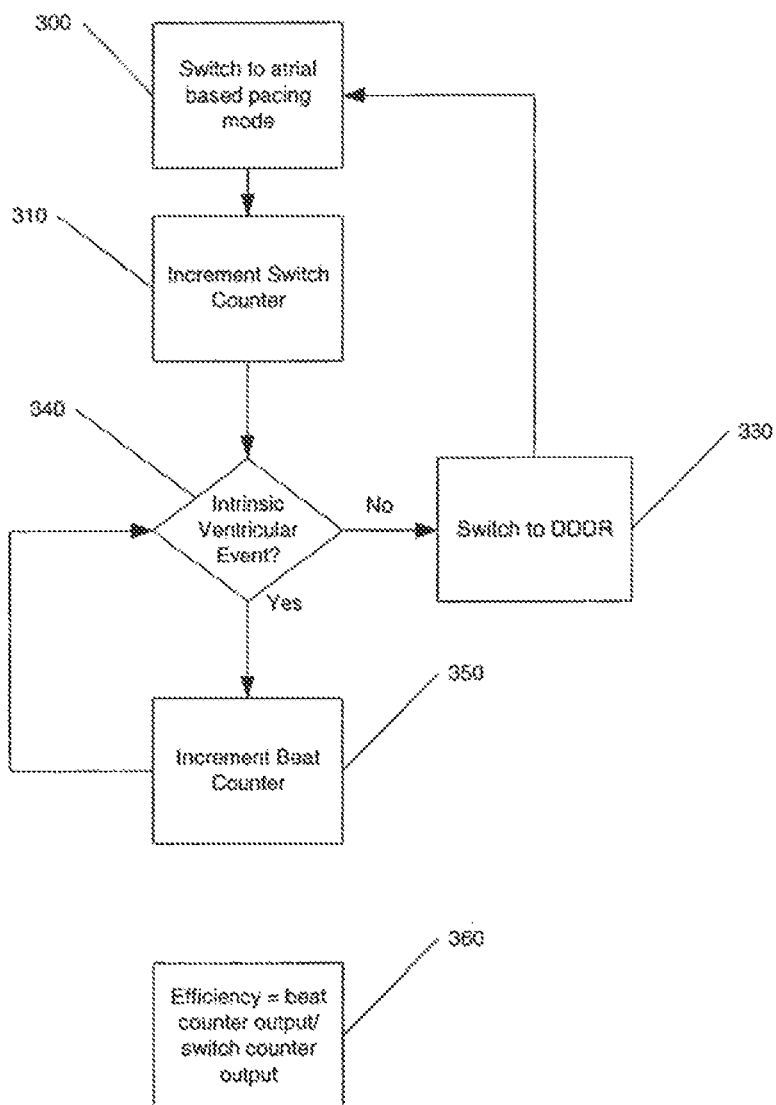 300
Switch to atrial
based pacing
mode
310
Increment Switch
Counter
340
Intrinsic
Ventricular
Event?
No
330
Switch to DDDR
Yes
350
Increment Beat
Counter
360
Efficiency = beat
counter output/
switch counter
output